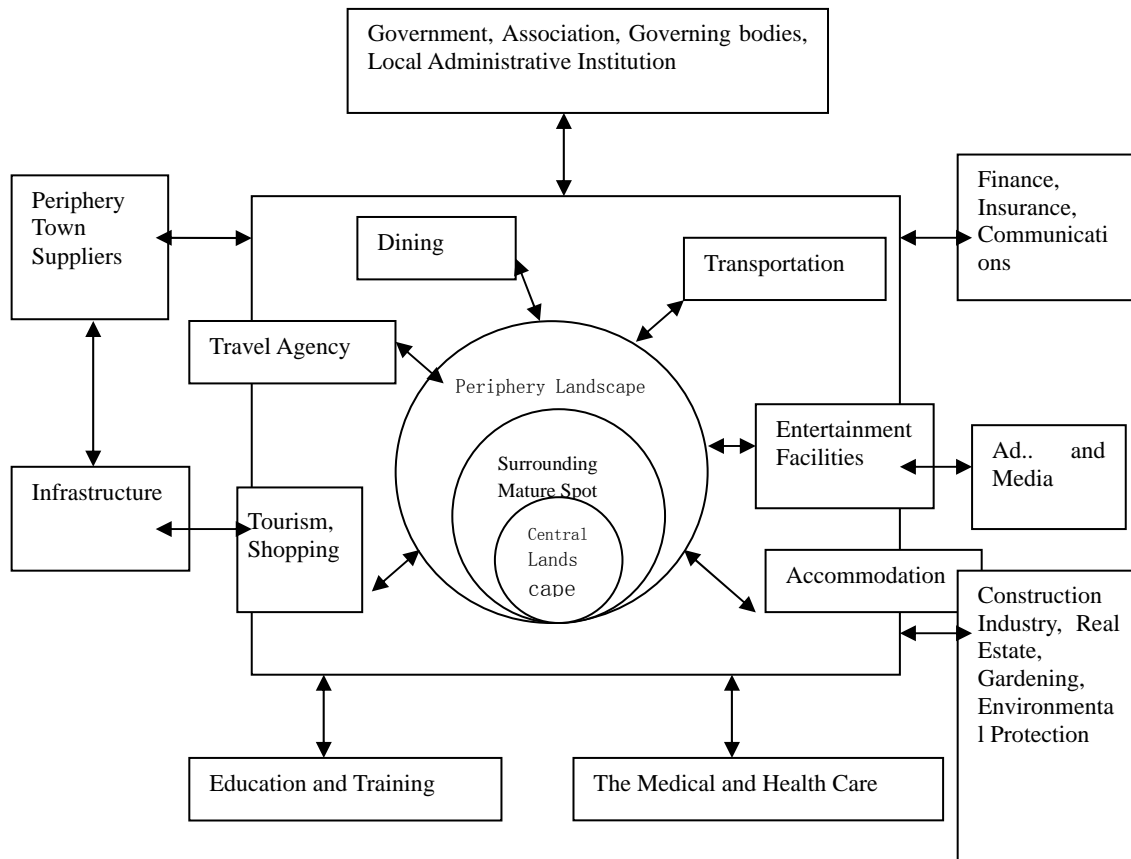 Government, Association, Governing bodies,
Local Administrative Institution
Periphery
Town
Suppliers
Finance,
Insurance,
Communicati
ons
Dining
Transportation
Travel Agency
Periphery Landscape
Entertainment
Facilities
Ad.. and
Media
Surrounding
Mature Spot
Infrastructure
Tourism,
Shopping
Central
Lands
cape
Accommodation
Construction
Industry, Real
Estate,
Gardening,
Environmenta
l Protection
Education and Training
The Medical and Health Care